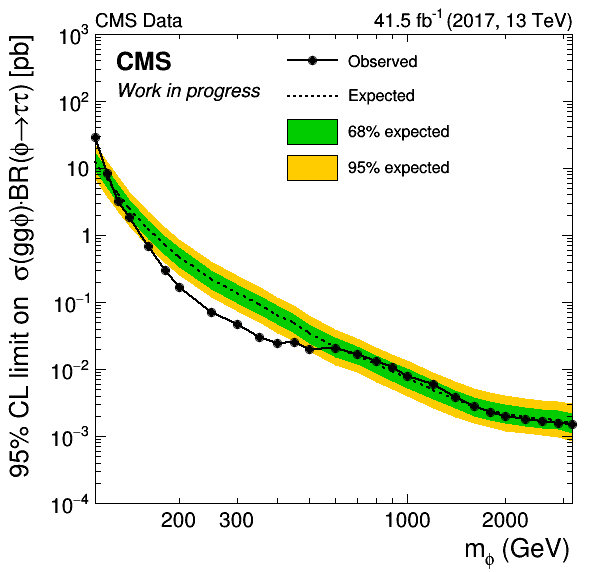 CMS Data 41.5 fb⁻¹ (2017, 13 TeV)
CMS
Work in progress
Observed
Expected
68% expected
95% expected
95% CL limit on σ(ggϕ)·BR(ϕ→ττ) [pb]
10³
10²
10
1
10⁻¹
10⁻²
10⁻³
10⁻⁴
200 300 1000 2000
m_ϕ (GeV)